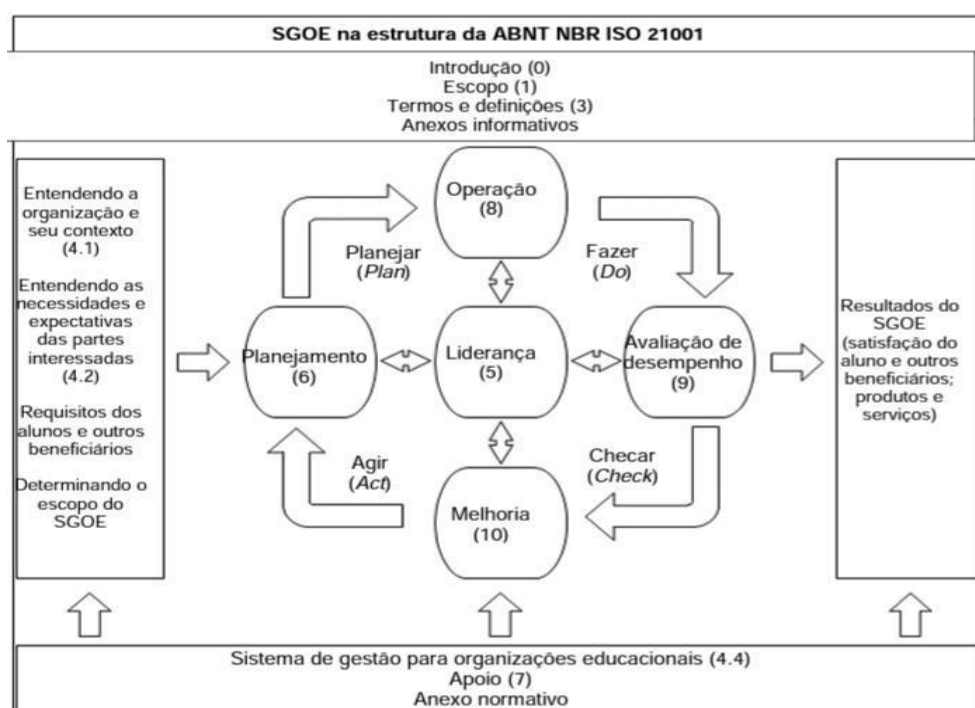 SGOE na estrutura da ABNT NBR ISO 21001
Introdução (0)
Escopo (1)
Termos e definições (3)
Anexos informativos
Entendendo a
organização e
seu contexto
(4.1)
Entendendo as
necessidades e
expectativas
das partes
interessadas
(4.2)
Requisitos dos
alunos e outros
beneficiários
Determinando o
escopo do
SGOE
Operação
(8)
Planejar
(Plan)
Fazer
(Do)
Planejamento
(6)
Liderança
(5)
Avaliação de
desempenho
(9)
Agir
(Act)
Checar
(Check)
Melhoria
(10)
Resultados do
SGOE
(satisfação do
aluno e outros
beneficiários;
produtos e
serviços)
Sistema de gestão para organizações educacionais (4.4)
Apoio (7)
Anexo normativo